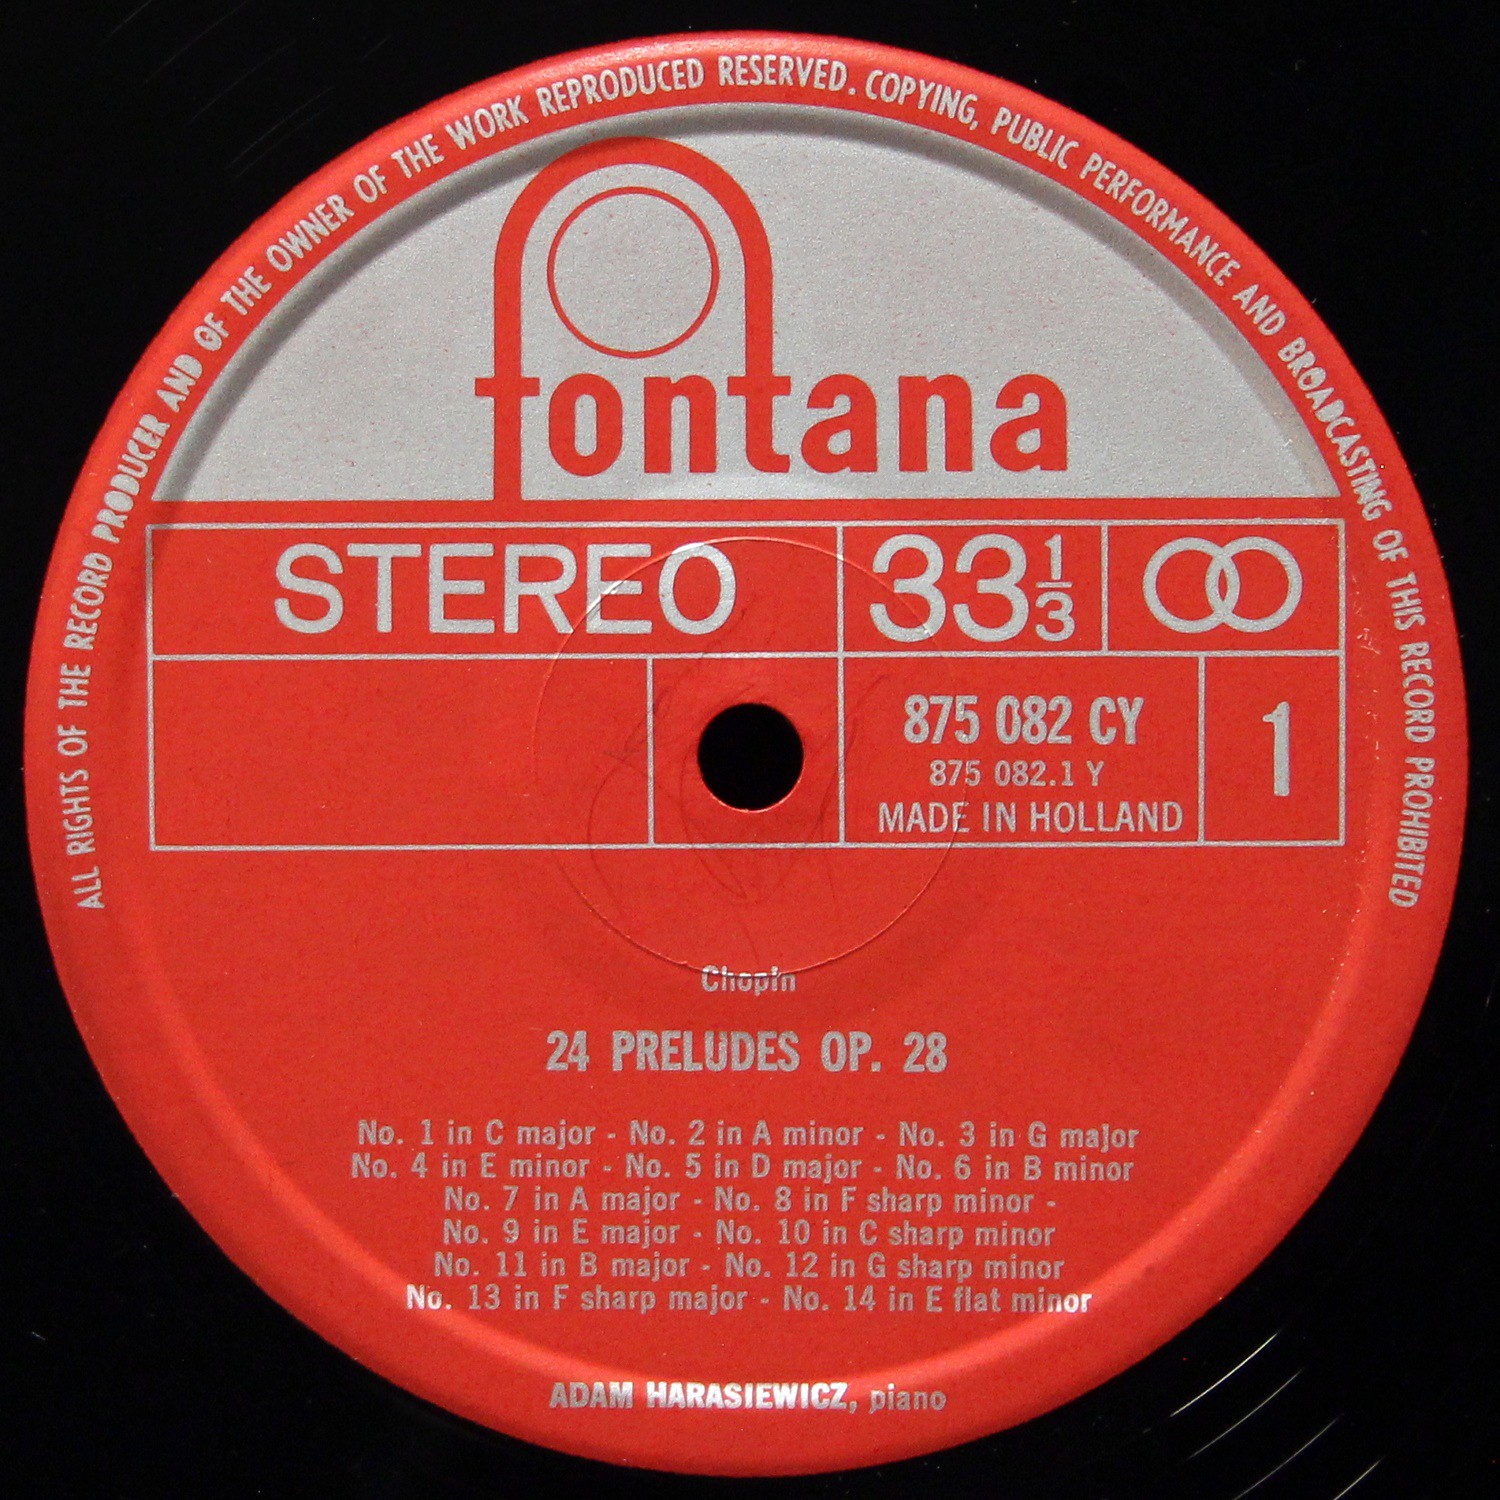 ALL RIGHTS OF THE RECORD PRODUCER AND OF THE OWNER OF THE WORK REPRODUCED RESERVED. COPYING, PUBLIC PERFORMANCE AND BROADCASTING OF THIS RECORD PROHIBITED
fontana
STEREO 33 1/3
875 082 CY 1
875 082.1 Y
MADE IN HOLLAND
Chopin
24 PRELUDES OP. 28
No. 1 in C major - No. 2 in A minor - No. 3 in G major
No. 4 in E minor - No. 5 in D major - No. 6 in B minor
No. 7 in A major - No. 8 in F sharp minor -
No. 9 in E major - No. 10 in C sharp minor
No. 11 in B major - No. 12 in G sharp minor
No. 13 in F sharp major - No. 14 in E flat minor
ADAM HARASIEWICZ, piano